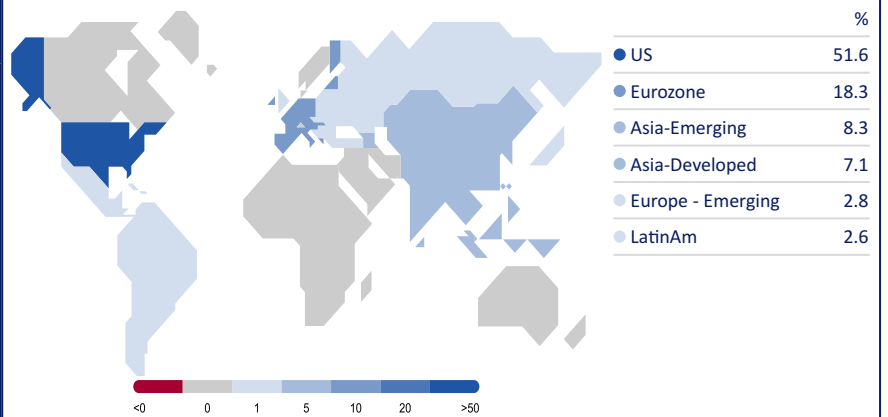 %
US 51.6
Eurozone 18.3
Asia-Emerging 8.3
Asia-Developed 7.1
Europe - Emerging 2.8
LatinAm 2.6
<0 0 1 5 10 20 >50